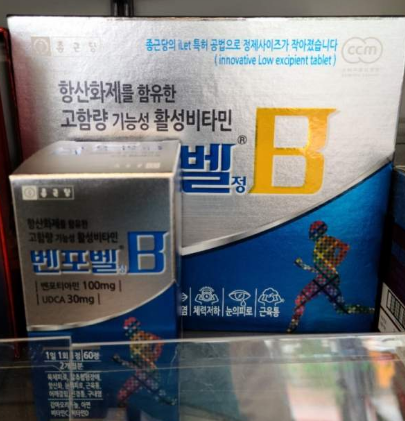 종근당
종근당의 iLet 특허 공법으로 정제사이즈가 작아졌습니다
( innovative Low excipient tablet )
ccm
항산화제를 함유한
고함량 기능성 활성비타민
벨®정 B
체력저하 눈의피로 근육통
종근당
항산화제를 함유한
고함량 기능성 활성비타민
벤포벨 B
벤포티아민 100mg
UDCA 30mg
1일 1회 60정
2개월분